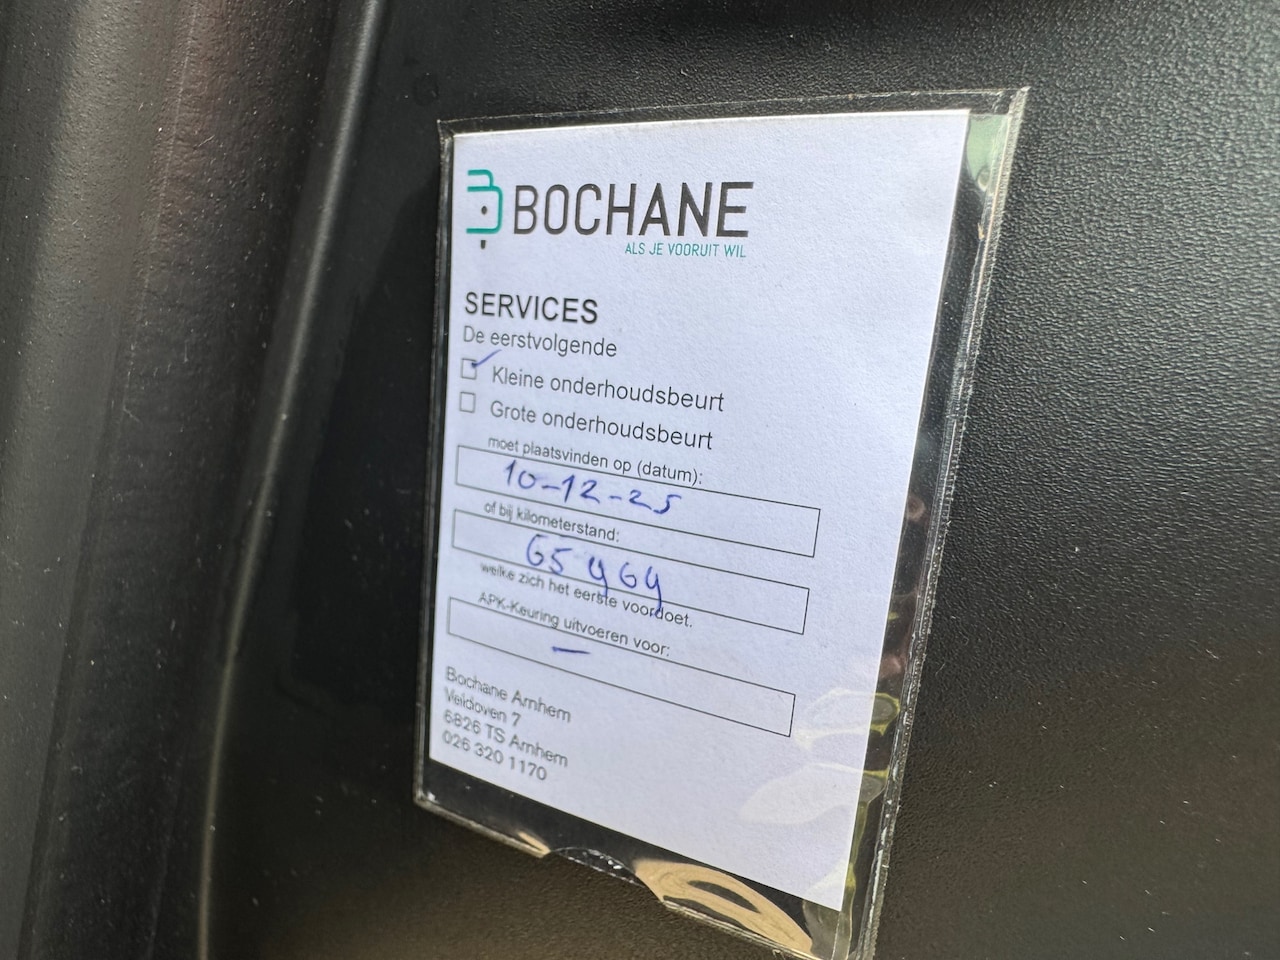 BOCHANE
ALS JE VOORUIT WIL
SERVICES
De eerstvolgende
Kleine onderhoudsbeurt
Grote onderhoudsbeurt
moet plaatsvinden op (datum):
10-12-25
of bij kilometerstand:
65969
welke zich het eerste voordoet.
APK-Keuring uitvoeren voor:
—
Bochane Arnhem
Veldoven 7
6826 TS Arnhem
026 320 1170